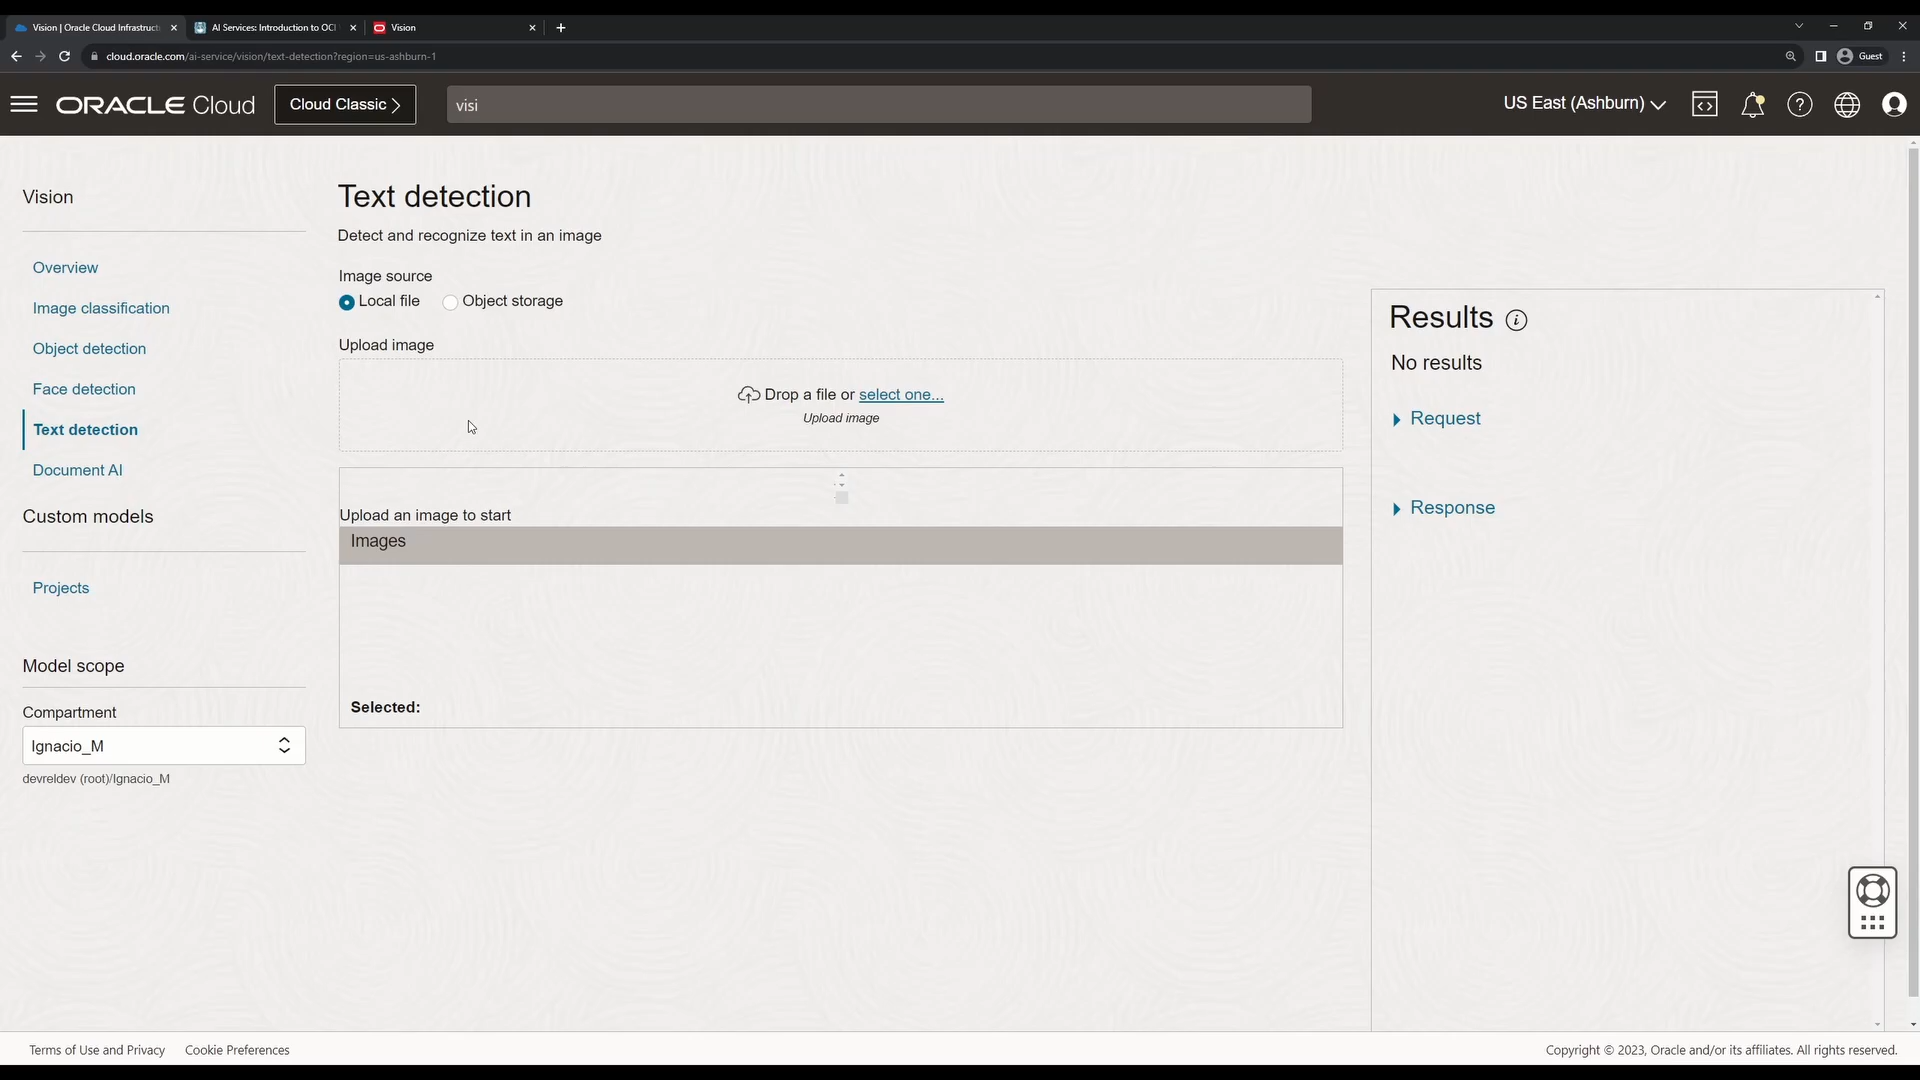 Vision | Oracle Cloud Infrastruct
AI Services: Introduction to OCI
Vision
cloud.oracle.com/ai-service/vision/text-detection?region=us-ashburn-1
Guest
ORACLE Cloud
Cloud Classic
visi
US East (Ashburn)
Vision
Overview
Image classification
Object detection
Face detection
Text detection
Document AI
Custom models
Projects
Model scope
Compartment
Ignacio_M
devreldev (root)/Ignacio_M
Text detection
Detect and recognize text in an image
Image source
Local file
Object storage
Upload image
Drop a file or select one...
Upload image
Upload an image to start
Images
Selected:
Results
No results
Request
Response
Terms of Use and Privacy
Cookie Preferences
Copyright © 2023, Oracle and/or its affiliates. All rights reserved.